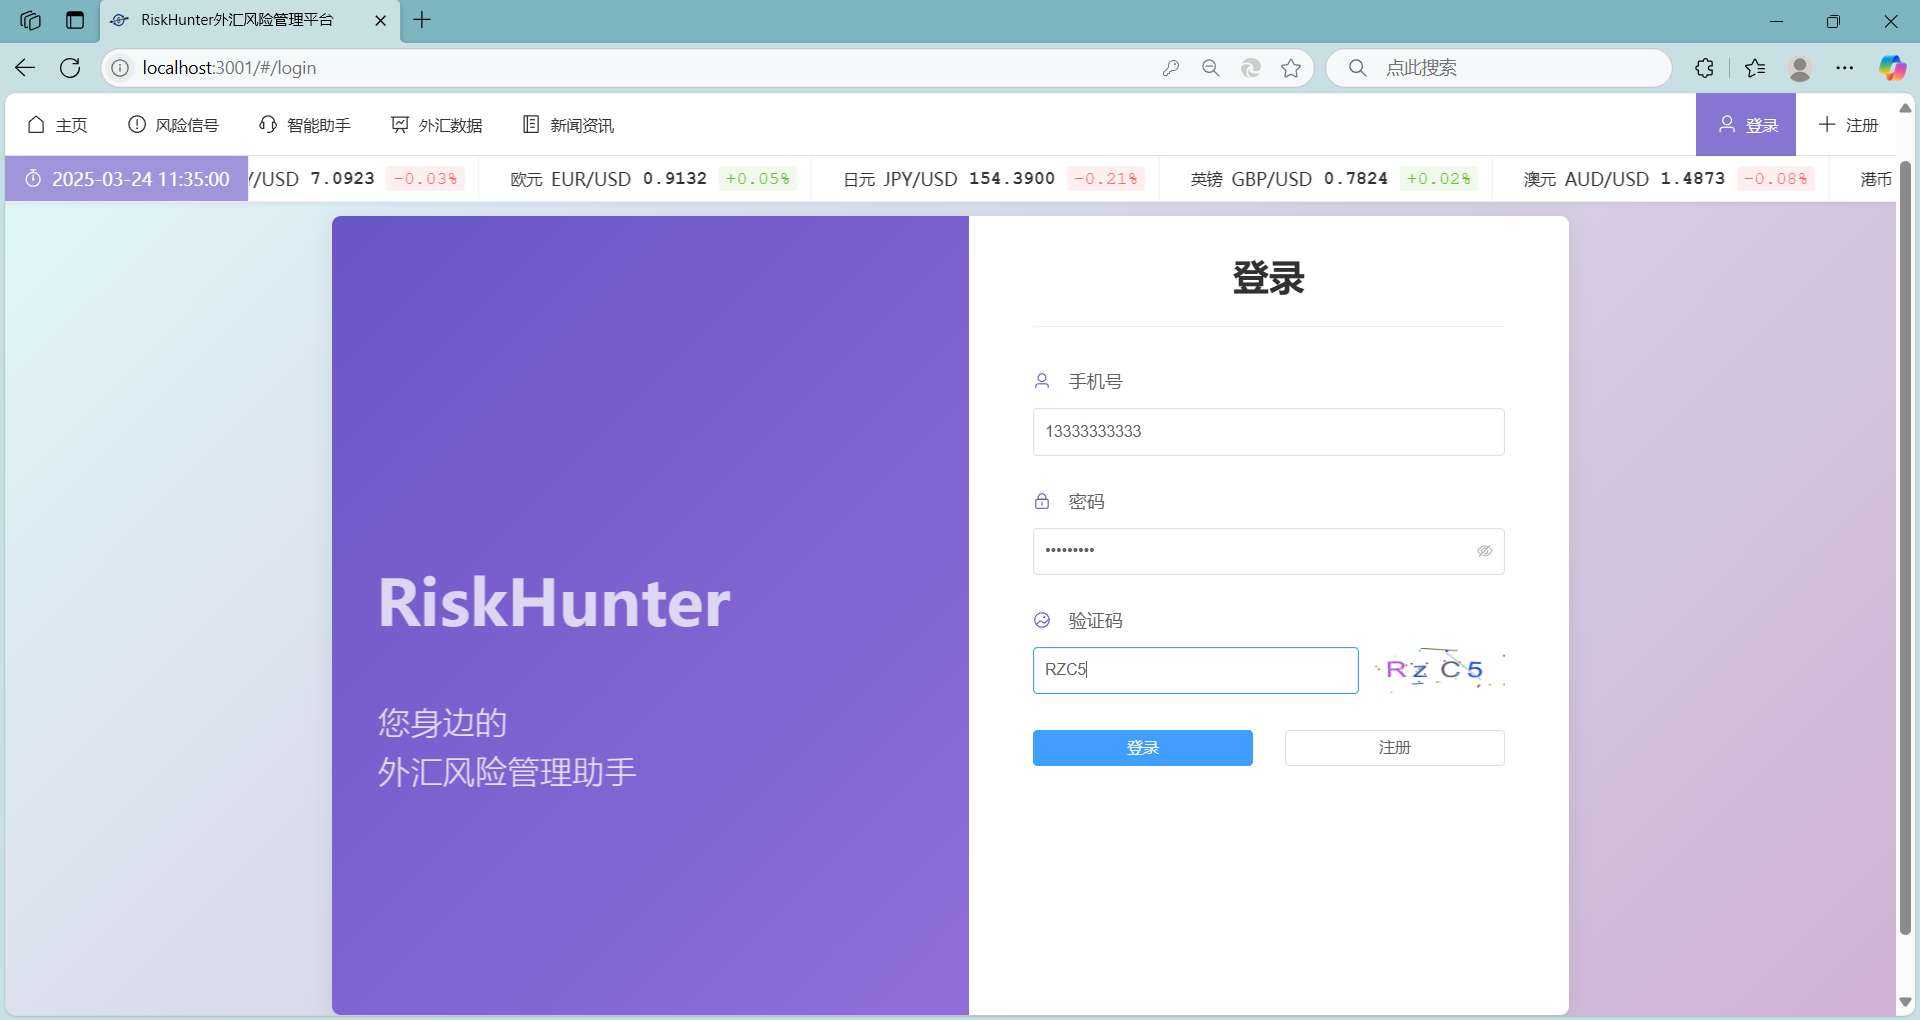 RiskHunter外汇风险管理平台
localhost:3001/#/login
点此搜索
主页 风险信号 智能助手 外汇数据 新闻资讯 登录 注册
2025-03-24 11:35:00 /USD 7.0923 -0.03% 欧元 EUR/USD 0.9132 +0.05% 日元 JPY/USD 154.3900 -0.21% 英镑 GBP/USD 0.7824 +0.02% 澳元 AUD/USD 1.4873 -0.08% 港币
RiskHunter
您身边的
外汇风险管理助手
登录
手机号
13333333333
密码
•••••••••
验证码
RZC5 RzC5
登录 注册